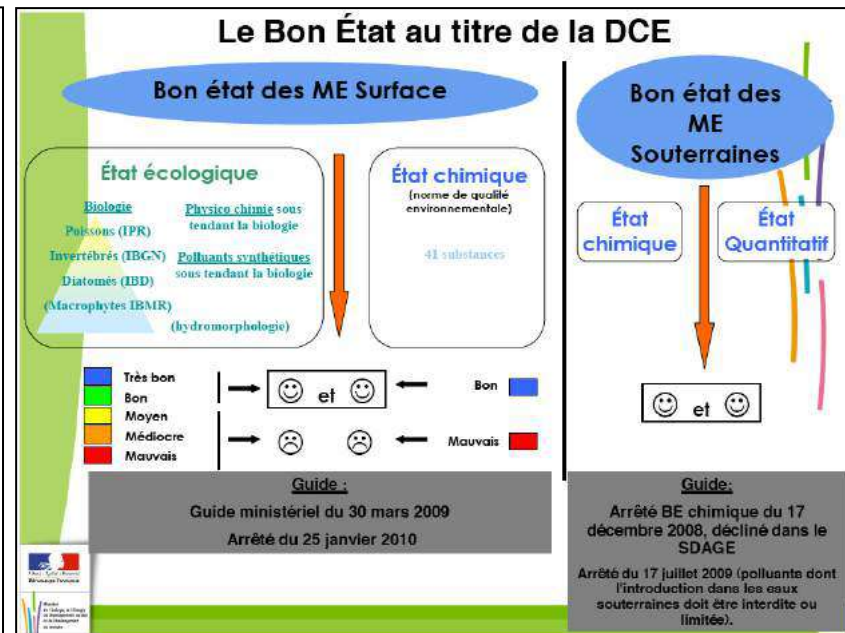 Le Bon État au titre de la DCE
Bon état des ME Surface
État écologique
Biologie
Poissons (IPR)
Invertébrés (IBGN)
Diatomés (IBD)
(Macrophytes IBMR)
Physico chimie sous
tendant la biologie
Polluants synthétiques
sous tendant la biologie
(hydromorphologie)
État chimique
(norme de qualité
environnementale)
41 substances
Très bon
Bon
Moyen
Médiocre
Mauvais
et
Bon
Mauvais
Guide :
Guide ministériel du 30 mars 2009
Arrêté du 25 janvier 2010
Bon état des
ME
Souterraines
État
chimique
État
Quantitatif
et
Guide:
Arrêté BE chimique du 17
décembre 2008, décliné dans le
SDAGE
Arrêté du 17 juillet 2009 (polluants dont
l'introduction dans les eaux
souterraines doit être interdite ou
limitée).